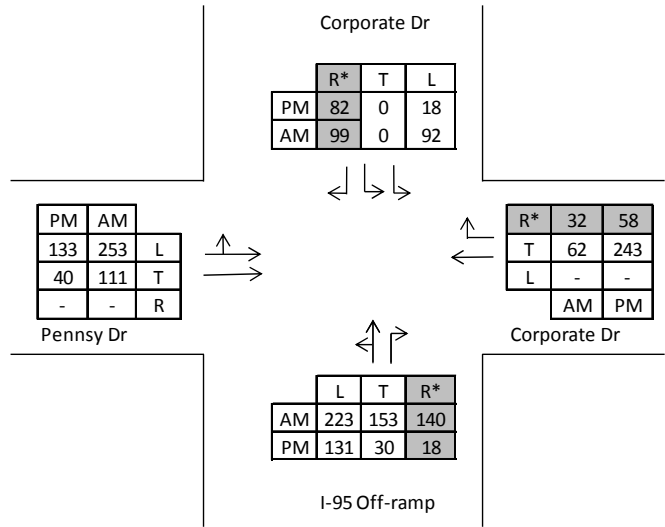 Corporate Dr
R* T L
PM 82 0 18
AM 99 0 92
PM AM
133 253 L
40 111 T
- - R
Pennsy Dr
R* 32 58
T 62 243
L - -
AM PM
Corporate Dr
L T R*
AM 223 153 140
PM 131 30 18
I-95 Off-ramp